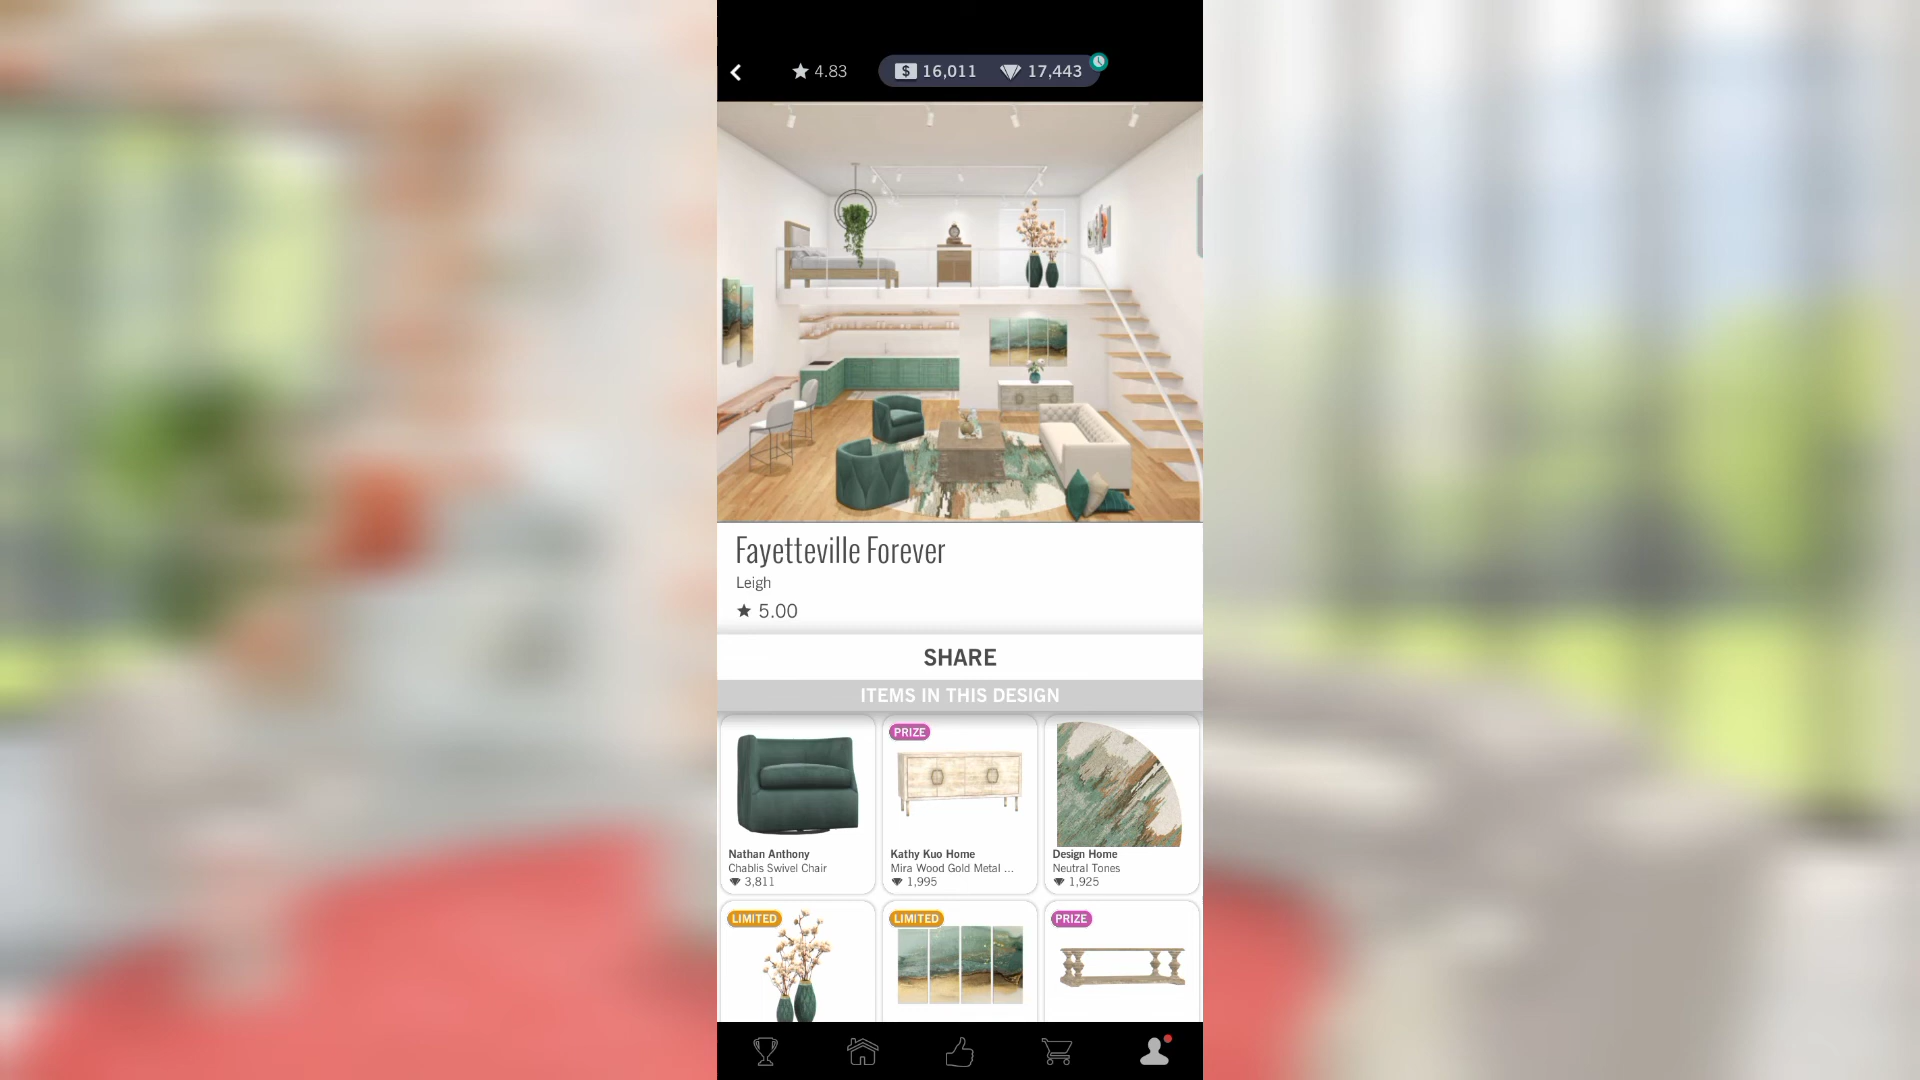 4.83
$ 16,011 17,443
Fayetteville Forever
Leigh
5.00
SHARE
ITEMS IN THIS DESIGN
Nathan Anthony
Chablis Swivel Chair
3,811
PRIZE
Kathy Kuo Home
Mira Wood Gold Metal ...
1,995
Design Home
Neutral Tones
1,925
LIMITED
LIMITED
PRIZE